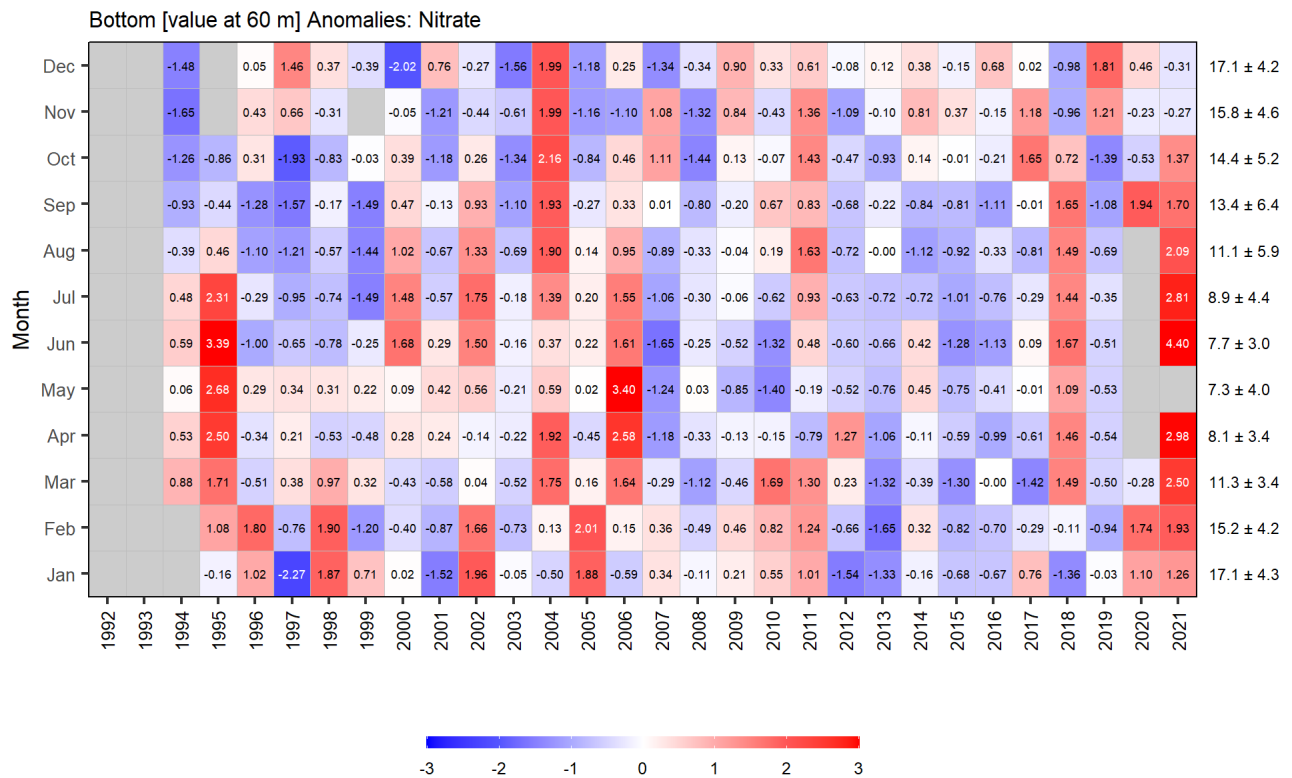 Bottom [value at 60 m] Anomalies: Nitrate
Month
Dec -1.48 0.05 1.46 0.37 -0.39 -2.02 0.76 -0.27 -1.56 1.99 -1.18 0.25 -1.34 -0.34 0.90 0.33 0.61 -0.08 0.12 0.38 -0.15 0.68 0.02 -0.98 1.81 0.46 -0.31 17.1 ± 4.2
Nov -1.65 0.43 0.66 -0.31 -0.05 -1.21 -0.44 -0.61 1.99 -1.16 -1.10 1.08 -1.32 0.84 -0.43 1.36 -1.09 -0.10 0.81 0.37 -0.15 1.18 -0.96 1.21 -0.23 -0.27 15.8 ± 4.6
Oct -1.26 -0.86 0.31 -1.93 -0.83 -0.03 0.39 -1.18 0.26 -1.34 2.16 -0.84 0.46 1.11 -1.44 0.13 -0.07 1.43 -0.47 -0.93 0.14 -0.01 -0.21 1.65 0.72 -1.39 -0.53 1.37 14.4 ± 5.2
Sep -0.93 -0.44 -1.28 -1.57 -0.17 -1.49 0.47 -0.13 0.93 -1.10 1.93 -0.27 0.33 0.01 -0.80 -0.20 0.67 0.83 -0.68 -0.22 -0.84 -0.81 -1.11 -0.01 1.65 -1.08 1.94 1.70 13.4 ± 6.4
Aug -0.39 0.46 -1.10 -1.21 -0.57 -1.44 1.02 -0.67 1.33 -0.69 1.90 0.14 0.95 -0.89 -0.33 -0.04 0.19 1.63 -0.72 -0.00 -1.12 -0.92 -0.33 -0.81 1.49 -0.69 2.09 11.1 ± 5.9
Jul 0.48 2.31 -0.29 -0.95 -0.74 -1.49 1.48 -0.57 1.75 -0.18 1.39 0.20 1.55 -1.06 -0.30 -0.06 -0.62 0.93 -0.63 -0.72 -0.72 -1.01 -0.76 -0.29 1.44 -0.35 2.81 8.9 ± 4.4
Jun 0.59 3.39 -1.00 -0.65 -0.78 -0.25 1.68 0.29 1.50 -0.16 0.37 0.22 1.61 -1.65 -0.25 -0.52 -1.32 0.48 -0.60 -0.66 0.42 -1.28 -1.13 0.09 1.67 -0.51 4.40 7.7 ± 3.0
May 0.06 2.68 0.29 0.34 0.31 0.22 0.09 0.42 0.56 -0.21 0.59 0.02 3.40 -1.24 0.03 -0.85 -1.40 -0.19 -0.52 -0.76 0.45 -0.75 -0.41 -0.01 1.09 -0.53 7.3 ± 4.0
Apr 0.53 2.50 -0.34 0.21 -0.53 -0.48 0.28 0.24 -0.14 -0.22 1.92 -0.45 2.58 -1.18 -0.33 -0.13 -0.15 -0.79 1.27 -1.06 -0.11 -0.59 -0.99 -0.61 1.46 -0.54 2.98 8.1 ± 3.4
Mar 0.88 1.71 -0.51 0.38 0.97 0.32 -0.43 -0.58 0.04 -0.52 1.75 0.16 1.64 -0.29 -1.12 -0.46 1.69 1.30 0.23 -1.32 -0.39 -1.30 -0.00 -1.42 1.49 -0.50 -0.28 2.50 11.3 ± 3.4
Feb 1.08 1.80 -0.76 1.90 -1.20 -0.40 -0.87 1.66 -0.73 0.13 2.01 0.15 0.36 -0.49 0.46 0.82 1.24 -0.66 -1.65 0.32 -0.82 -0.70 -0.29 -0.11 -0.94 1.74 1.93 15.2 ± 4.2
Jan -0.16 1.02 -2.27 1.87 0.71 0.02 -1.52 1.96 -0.05 -0.50 1.88 -0.59 0.34 -0.11 0.21 0.55 1.01 -1.54 -1.33 -0.16 -0.68 -0.67 0.76 -1.36 -0.03 1.10 1.26 17.1 ± 4.3
1992 1993 1994 1995 1996 1997 1998 1999 2000 2001 2002 2003 2004 2005 2006 2007 2008 2009 2010 2011 2012 2013 2014 2015 2016 2017 2018 2019 2020 2021
-3 -2 -1 0 1 2 3